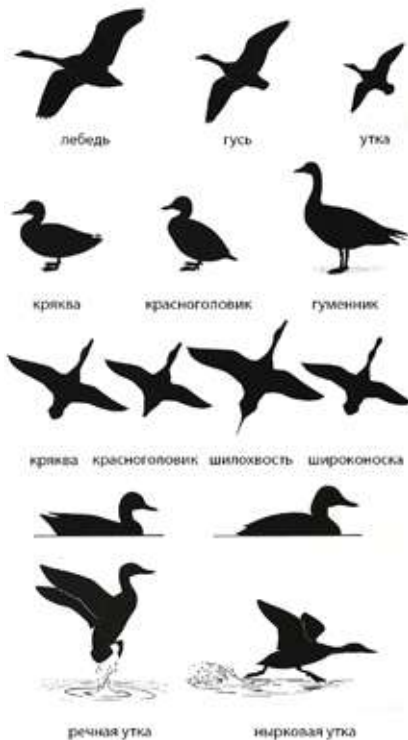 лебедь гусь утка
кряква красноголовик гуменник
кряква красноголовик шилохвость широконоска
речная утка нырковая утка